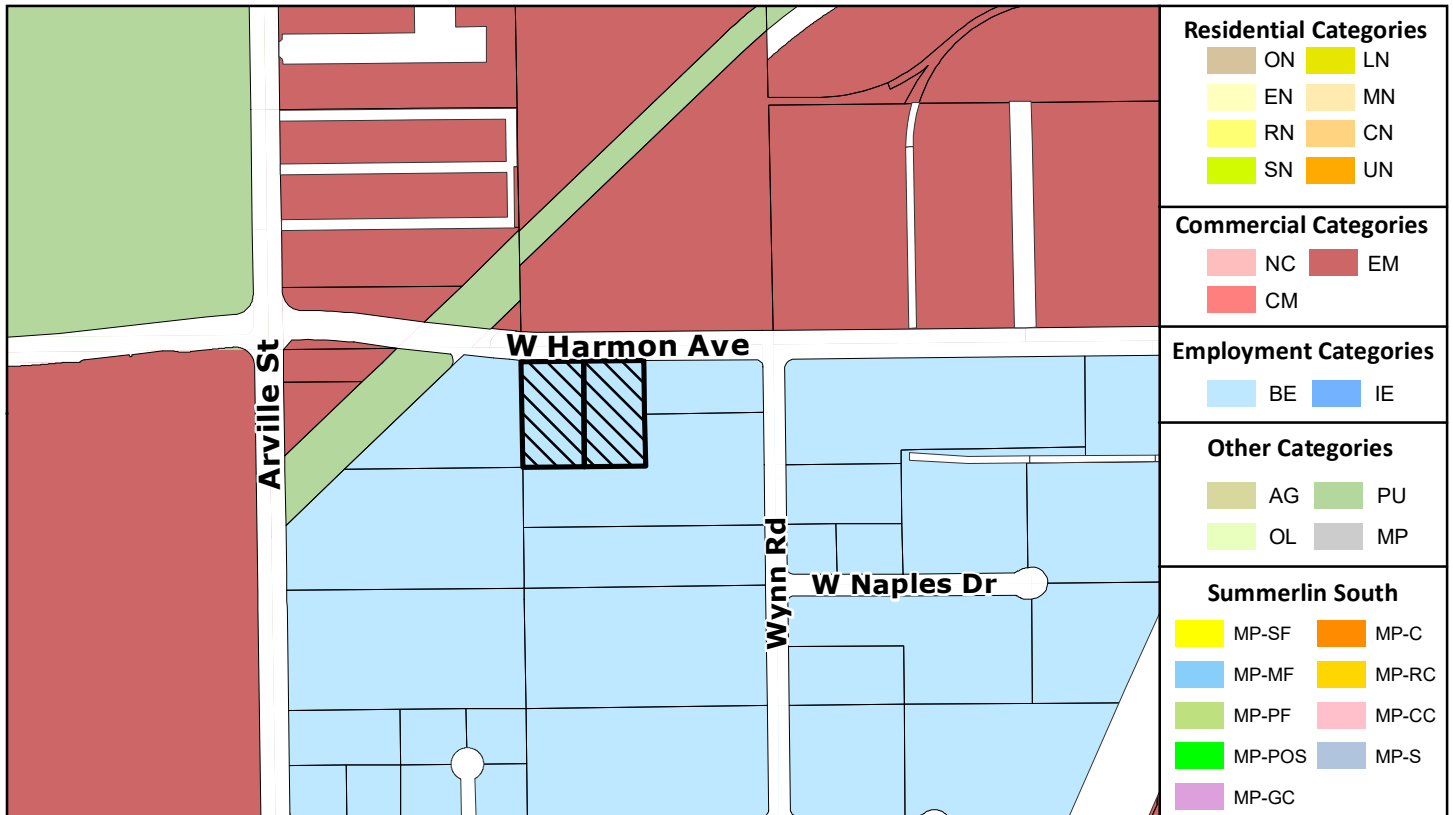 W Harmon Ave
Arville St
Wynn Rd
W Naples Dr
Residential Categories
ON LN
EN MN
RN CN
SN UN
Commercial Categories
NC EM
CM
Employment Categories
BE IE
Other Categories
AG PU
OL MP
Summerlin South
MP-SF MP-C
MP-MF MP-RC
MP-PF MP-CC
MP-POS MP-S
MP-GC